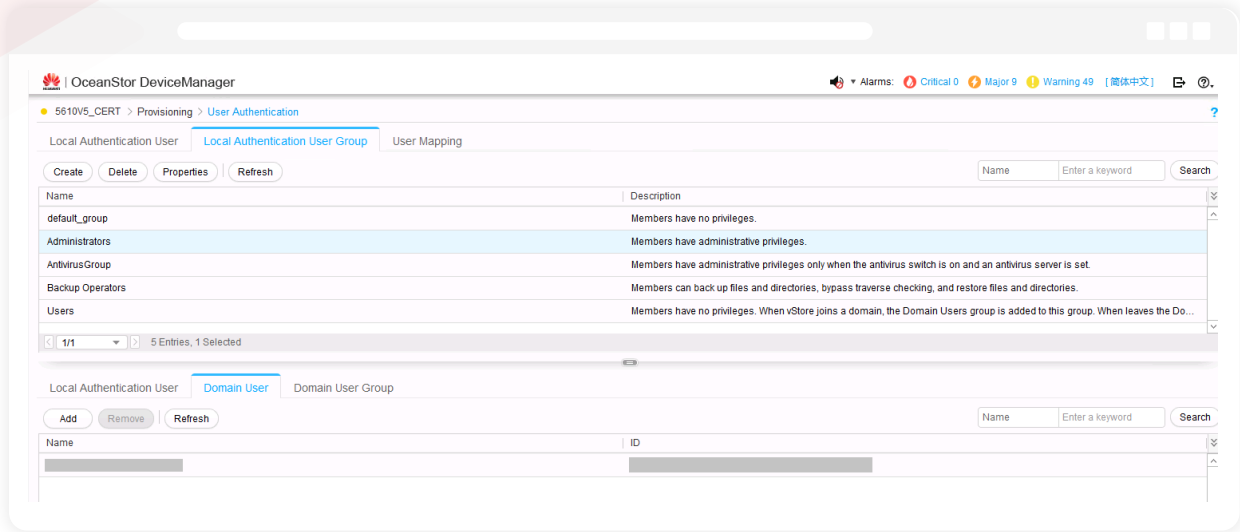 HUAWEI | OceanStor DeviceManager Alarms: Critical 0 Major 9 Warning 49 [简体中文]
5610V5_CERT > Provisioning > User Authentication ?
Local Authentication User Local Authentication User Group User Mapping
Create Delete Properties Refresh Name Enter a keyword Search
Name Description
default_group Members have no privileges.
Administrators Members have administrative privileges.
AntivirusGroup Members have administrative privileges only when the antivirus switch is on and an antivirus server is set.
Backup Operators Members can back up files and directories, bypass traverse checking, and restore files and directories.
Users Members have no privileges. When vStore joins a domain, the Domain Users group is added to this group. When leaves the Do...
1/1 5 Entries, 1 Selected
Local Authentication User Domain User Domain User Group
Add Remove Refresh Name Enter a keyword Search
Name ID